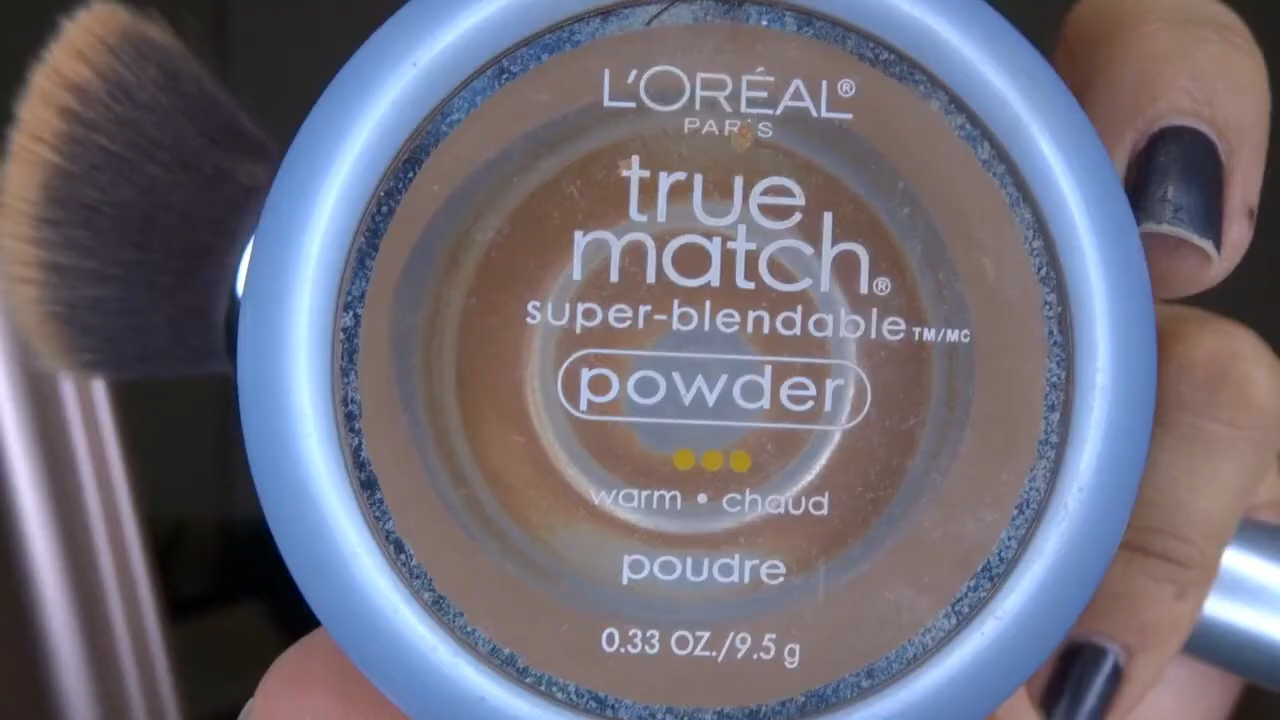 L'ORÉAL®
PARIS
true
match®
super-blendable™/MC
powder
warm • chaud
poudre
0.33 OZ./9.5 g